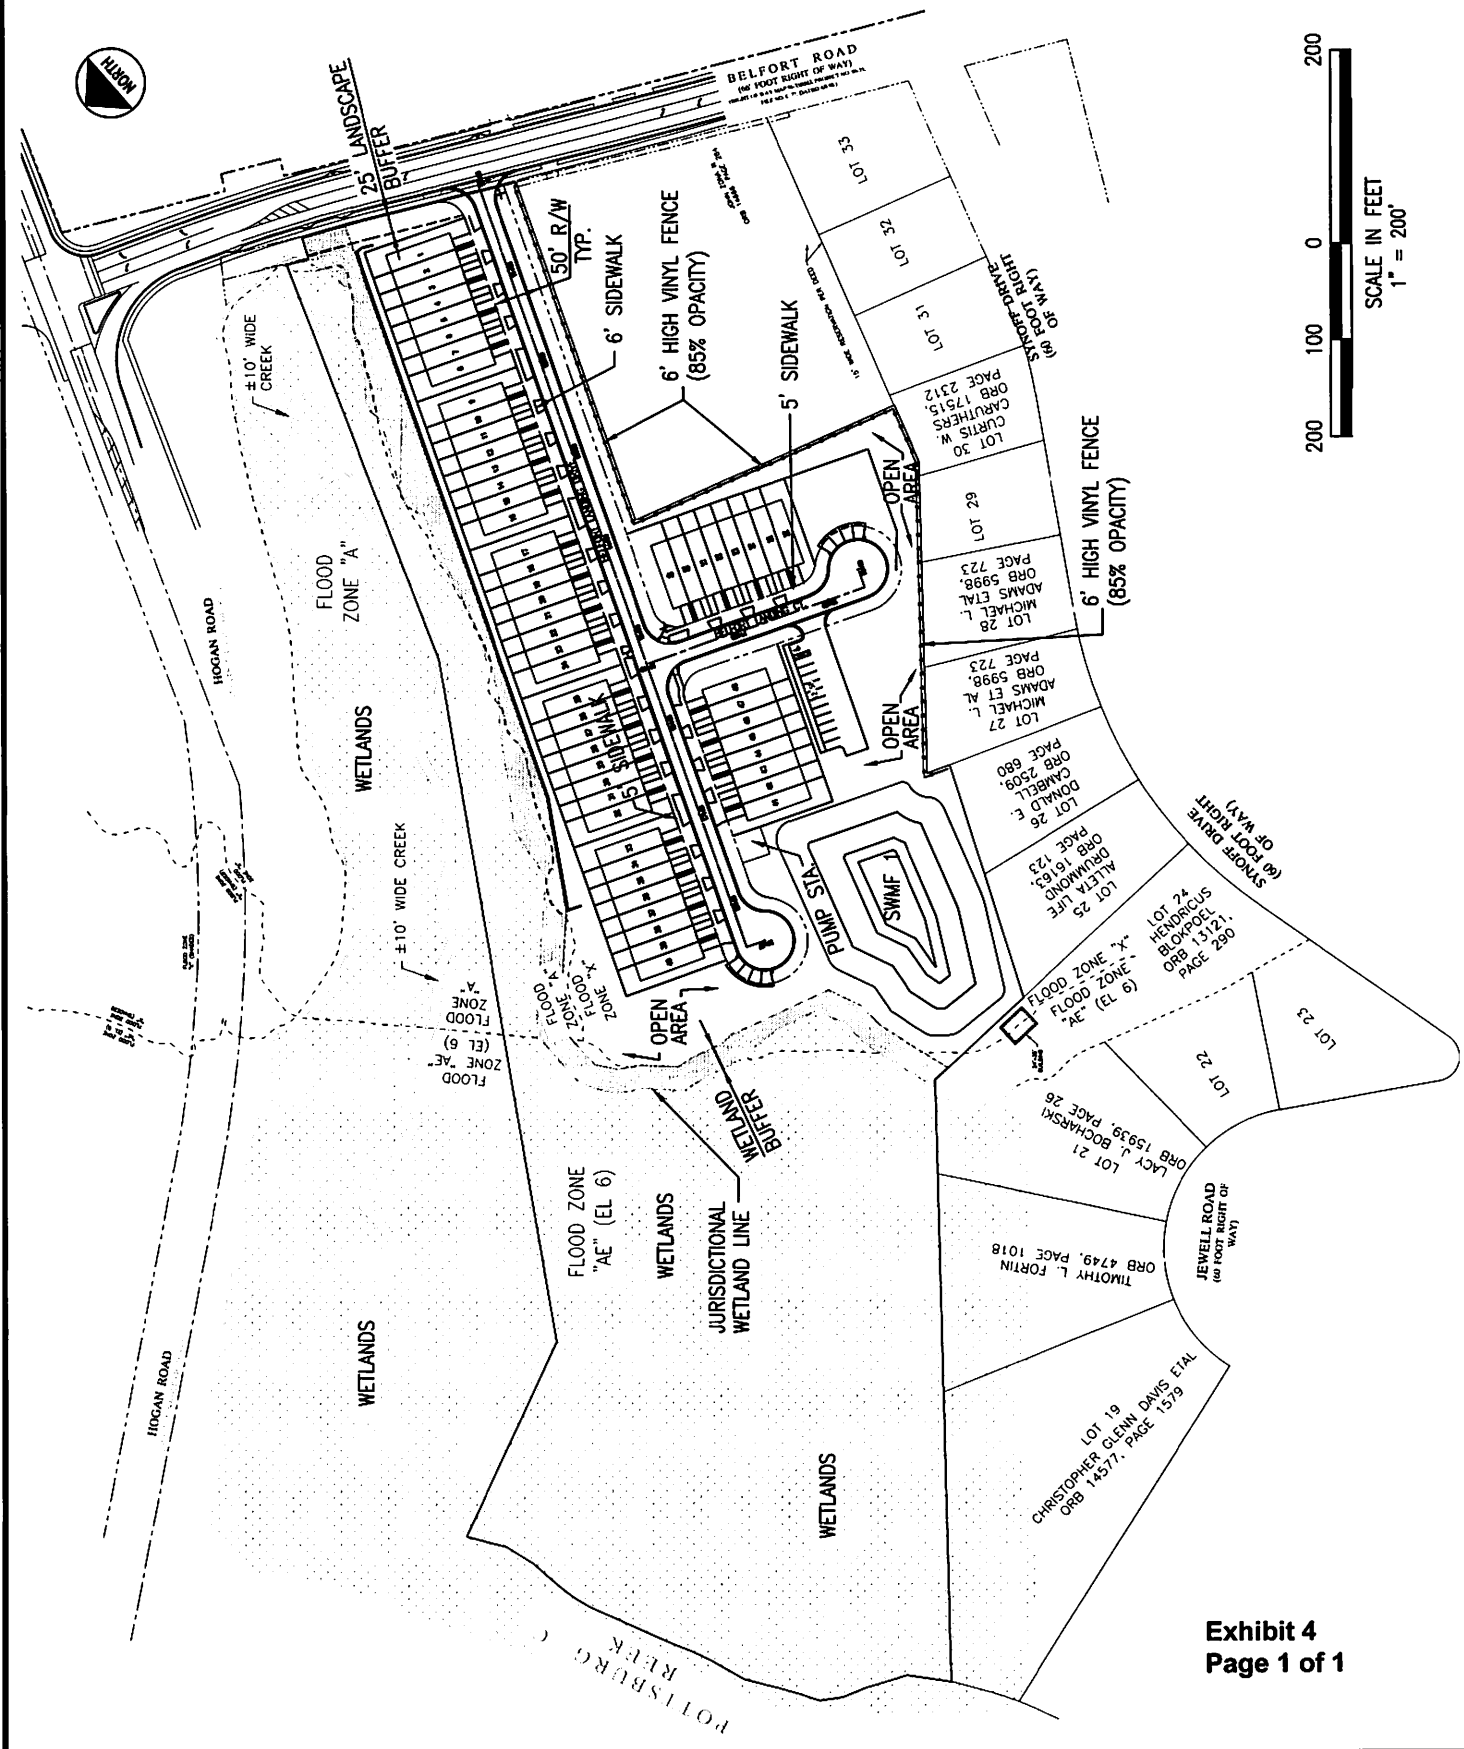 NORTH
25' LANDSCAPE
BUFFER
BELFORT ROAD
(66' FOOT RIGHT OF WAY)
±10' WIDE
CREEK
FLOOD
ZONE "A"
HOGAN ROAD
WETLANDS
50' R/W
TYP.
6' SIDEWALK
6' HIGH VINYL FENCE
(85% OPACITY)
5' SIDEWALK
LOT 33
LOT 32
LOT 31
SYNOFF DRIVE
(60 FOOT RIGHT
OF WAY)
LOT 30
CURTIS W.
CARUTHERS
ORB 17515,
PAGE 2312
OPEN
AREA
LOT 29
LOT 28
MICHAEL L.
ADAMS ETAL
ORB 5998,
PAGE 723
6' HIGH VINYL FENCE
(85% OPACITY)
LOT 27
MICHAEL L.
ADAMS ET AL
ORB 5998,
PAGE 723
OPEN
AREA
LOT 26
DONALD E.
CAMBELL
ORB 2509,
PAGE 680
LOT 25
ALLETA LIFE
DRUMMOND
ORB 16163,
PAGE 123
SYNOFF DRIVE
(60 FOOT RIGHT
OF WAY)
5' SIDEWALK
PUMP STA.
SWMF 1
±10' WIDE CREEK
FLOOD
ZONE "A"
FLOOD
ZONE "X"
FLOOD
ZONE "A"
FLOOD
ZONE "AE"
(EL 6)
OPEN
AREA
WETLAND
BUFFER
FLOOD ZONE "X"
FLOOD ZONE
"AE" (EL 6)
LOT 24
HENDRICUS
BLOKPOEL
ORB 13121,
PAGE 290
LOT 23
LOT 22
LOT 21
LACY J. BOCHARSKI
ORB 15939, PAGE 26
FLOOD ZONE
"AE" (EL 6)
WETLANDS
JURISDICTIONAL
WETLAND LINE
TIMOTHY L. FORTIN
ORB 4749, PAGE 1018
JEWELL ROAD
(60 FOOT RIGHT OF
WAY)
HOGAN ROAD
WETLANDS
WETLANDS
LOT 19
CHRISTOPHER GLENN DAVIS ETAL
ORB 14577, PAGE 1579
POTTSBURG C
REEK
200 100 0 200
SCALE IN FEET
1" = 200'
Exhibit 4
Page 1 of 1